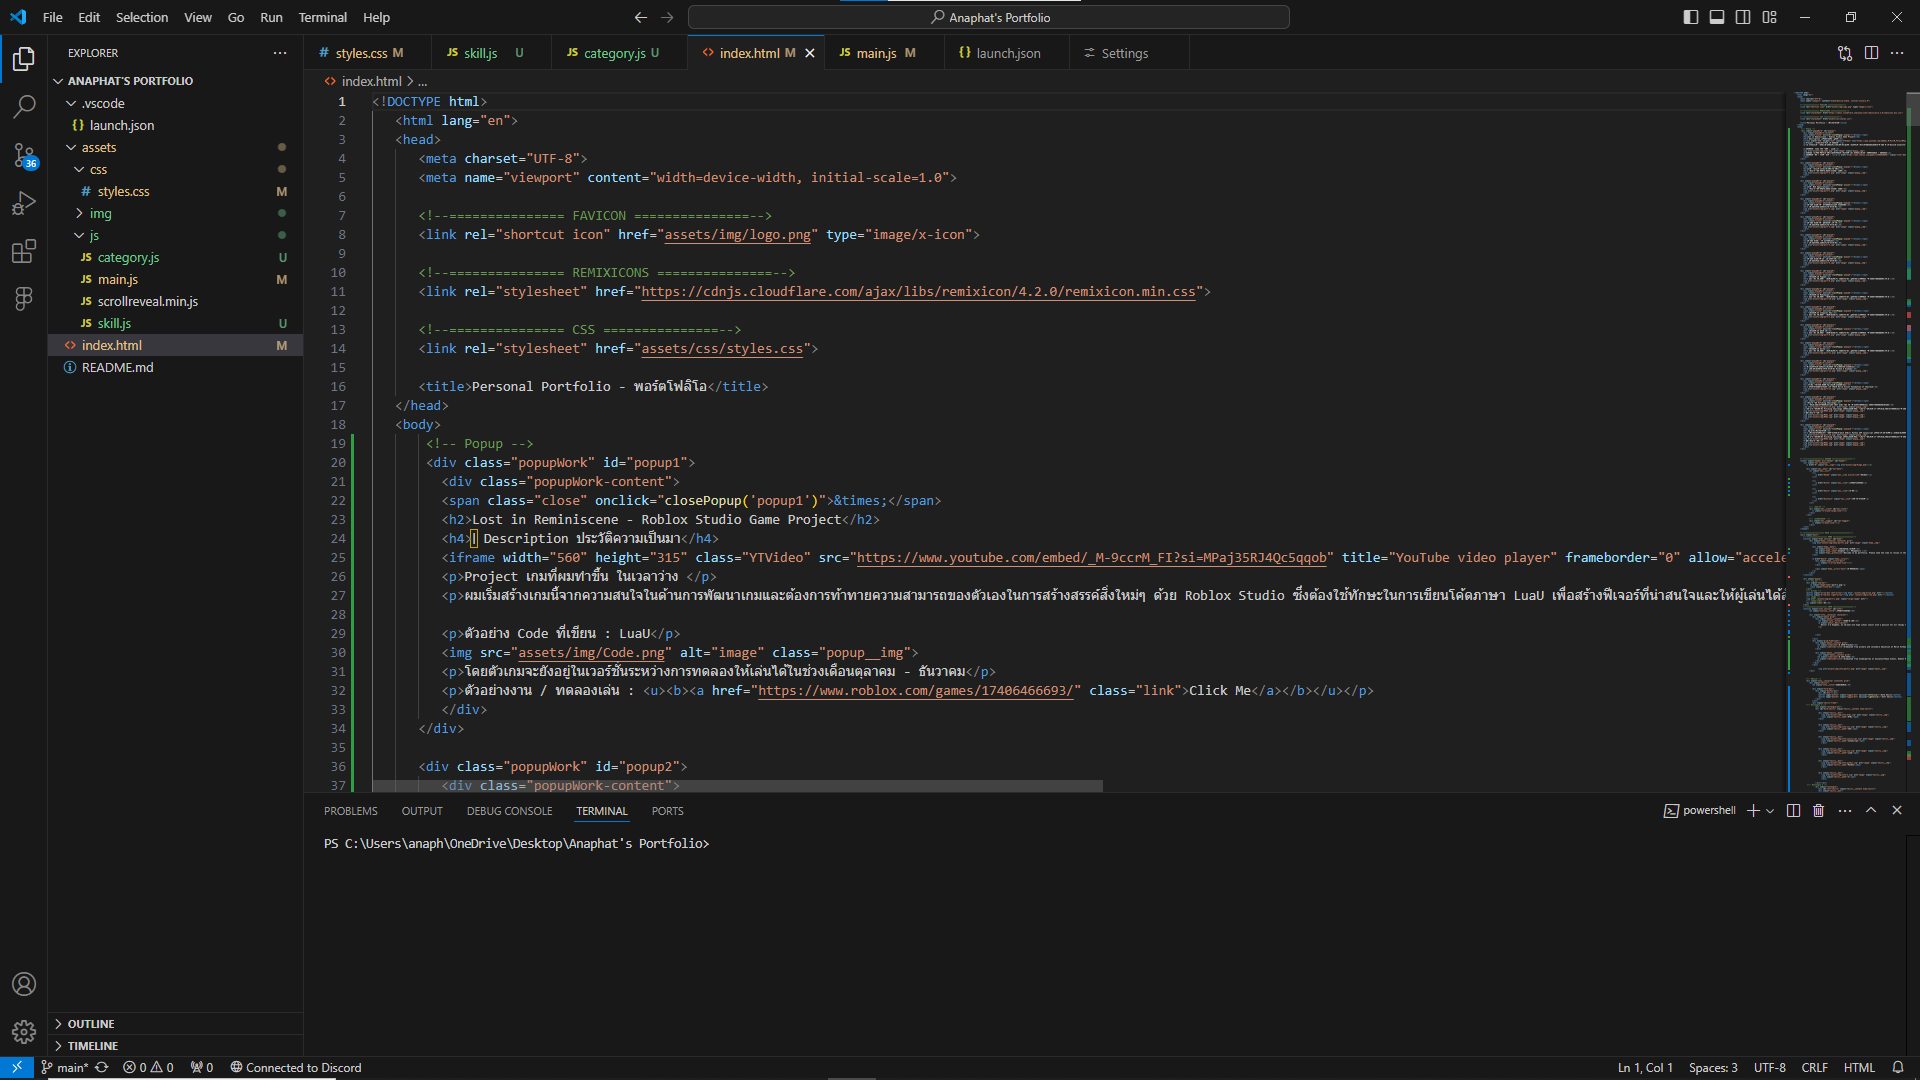 File Edit Selection View Go Run Terminal Help
Anaphat's Portfolio
EXPLORER
ANAPHAT'S PORTFOLIO
.vscode
{} launch.json
assets
css
# styles.css M
img
js
JS category.js U
JS main.js M
JS scrollreveal.min.js
JS skill.js U
<> index.html M
README.md
OUTLINE
TIMELINE
36
# styles.css M
JS skill.js U
JS category.js U
<> index.html M
JS main.js M
{} launch.json
Settings
<> index.html > ...
1 <!DOCTYPE html>
2 <html lang="en">
3 <head>
4 <meta charset="UTF-8">
5 <meta name="viewport" content="width=device-width, initial-scale=1.0">
6
7 <!--=============== FAVICON ===============-->
8 <link rel="shortcut icon" href="assets/img/logo.png" type="image/x-icon">
9
10 <!--=============== REMIXICONS ===============-->
11 <link rel="stylesheet" href="https://cdnjs.cloudflare.com/ajax/libs/remixicon/4.2.0/remixicon.min.css">
12
13 <!--=============== CSS ===============-->
14 <link rel="stylesheet" href="assets/css/styles.css">
15
16 <title>Personal Portfolio - พอร์ตโฟลิโอ</title>
17 </head>
18 <body>
19 <!-- Popup -->
20 <div class="popupWork" id="popup1">
21 <div class="popupWork-content">
22 <span class="close" onclick="closePopup('popup1')">&times;</span>
23 <h2>Lost in Reminiscene - Roblox Studio Game Project</h2>
24 <h4>| Description ประวัติความเป็นมา</h4>
25 <iframe width="560" height="315" class="YTVideo" src="https://www.youtube.com/embed/_M-9ccrM_FI?si=MPaj35RJ4Qc5qqob" title="YouTube video player" frameborder="0" allow="accele
26 <p>Project เกมที่ผมทำขึ้น ในเวลาว่าง </p>
27 <p>ผมเริ่มสร้างเกมนี้จากความสนใจในด้านการพัฒนาเกมและต้องการท้าทายความสามารถของตัวเองในการสร้างสรรค์สิ่งใหม่ๆ ด้วย Roblox Studio ซึ่งต้องใช้ทักษะในการเขียนโค้ดภาษา LuaU เพื่อสร้างฟีเจอร์ที่น่าสนใจและให้ผู้เล่นได้
28
29 <p>ตัวอย่าง Code ที่เขียน : LuaU</p>
30 <img src="assets/img/Code.png" alt="image" class="popup__img">
31 <p>โดยตัวเกมจะยังอยู่ในเวอร์ชั่นระหว่างการทดลองให้เล่นได้ในช่วงเดือนตุลาคม - ธันวาคม</p>
32 <p>ตัวอย่างงาน / ทดลองเล่น : <u><b><a href="https://www.roblox.com/games/17406466693/" class="link">Click Me</a></b></u></p>
33 </div>
34 </div>
35
36 <div class="popupWork" id="popup2">
37 <div class="popupWork-content">
PROBLEMS OUTPUT DEBUG CONSOLE TERMINAL PORTS
powershell
PS C:\Users\anaph\OneDrive\Desktop\Anaphat's Portfolio>
main* 0 0 0 Connected to Discord
Ln 1, Col 1 Spaces: 3 UTF-8 CRLF HTML